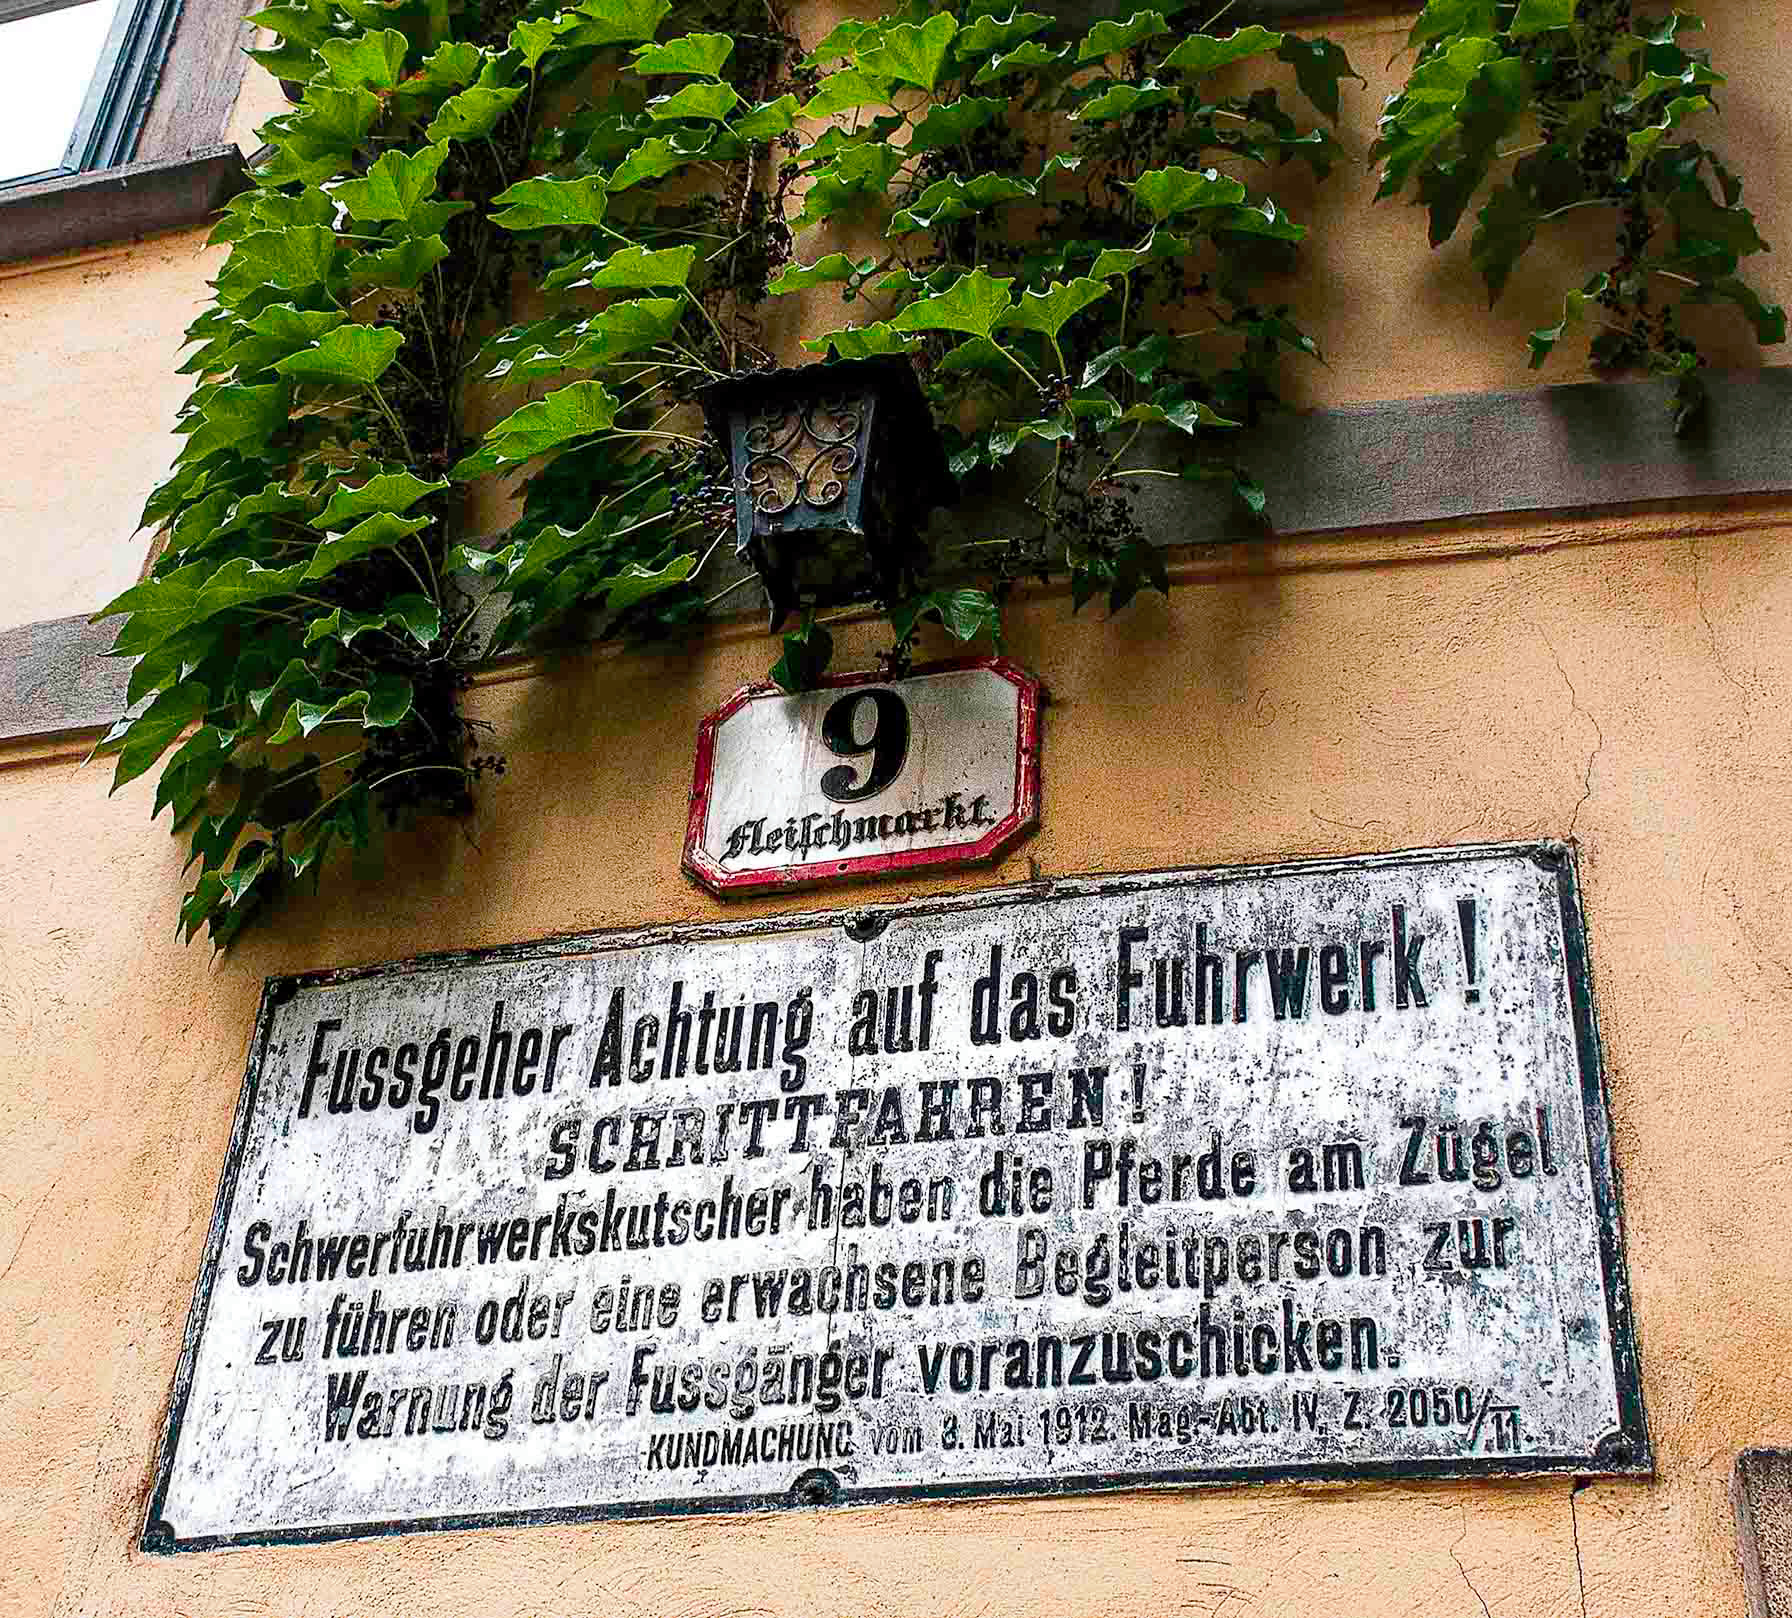 9
Fleiſchmarkt.
Fussgeher Achtung auf das Fuhrwerk!
SCHRITTFAHREN!
Schwerfuhrwerkskutscher haben die Pferde am Zügel
zu führen oder eine erwachsene Begleitperson zur
Warnung der Fussgänger voranzuschicken.
KUNDMACHUNG vom 8. Mai 1912. Mag.-Abt. IV, Z. 2050/11.